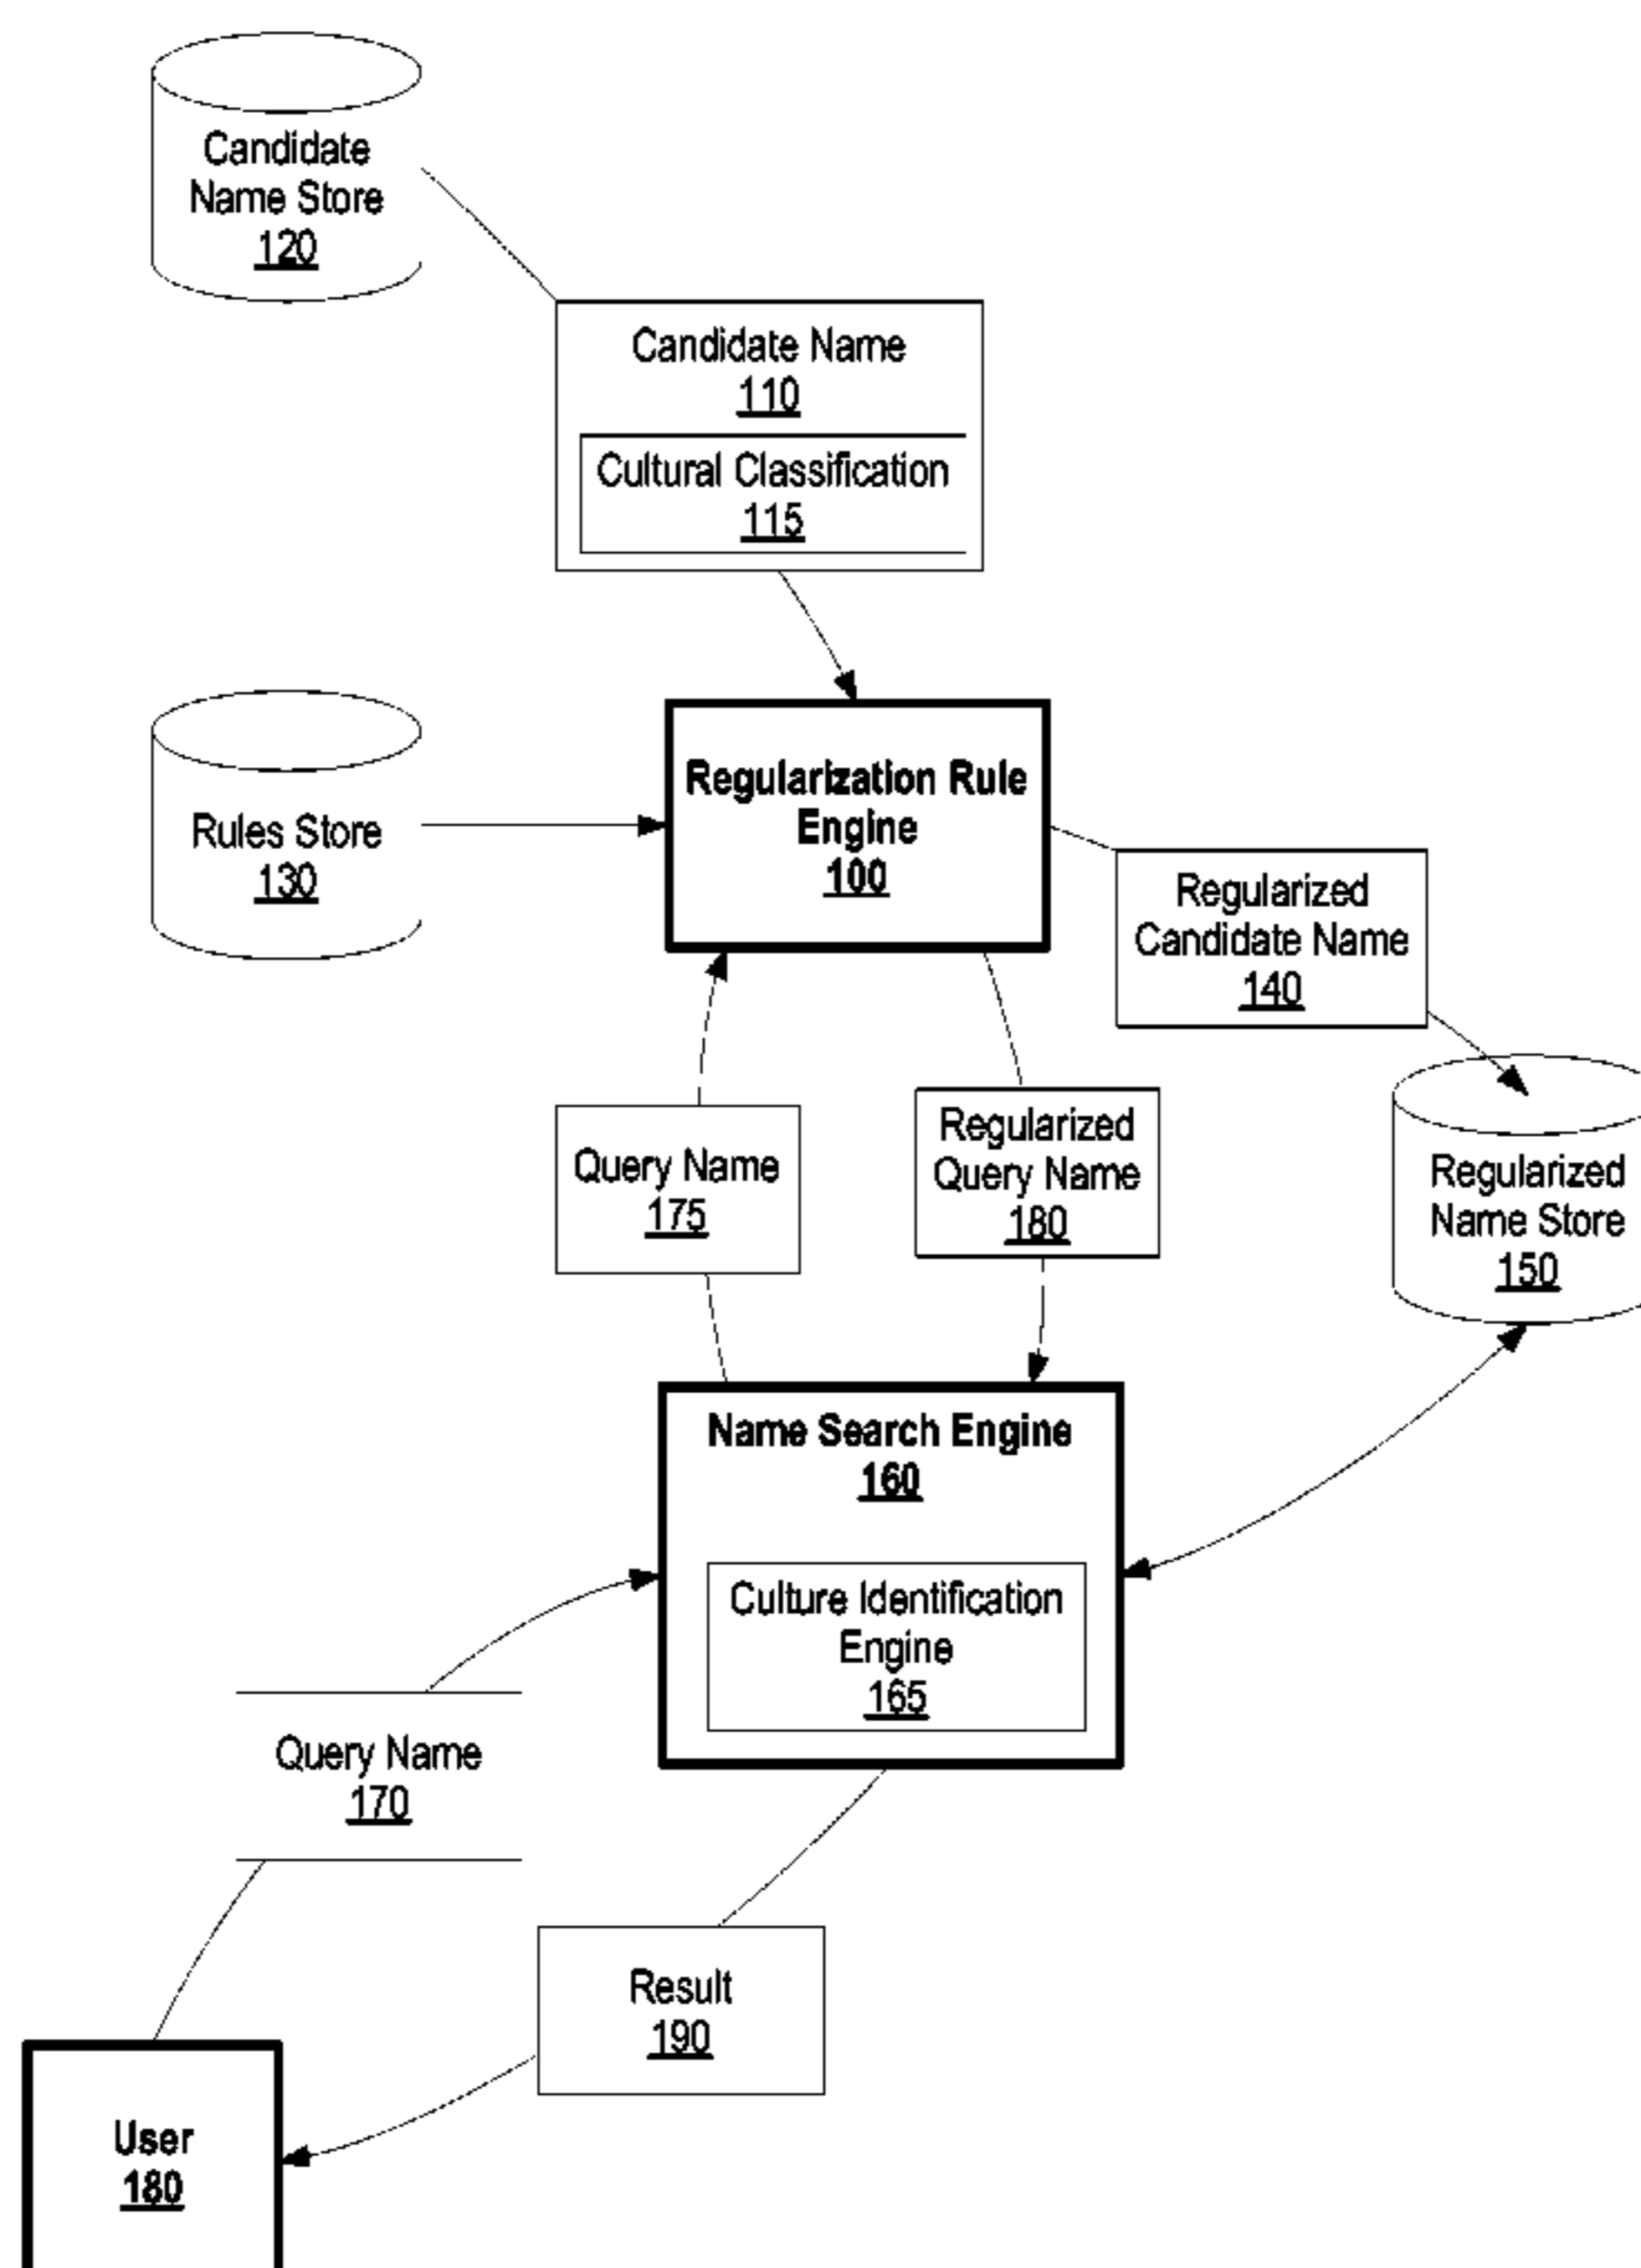 Candidate
Name Store
120
Candidate Name
110
Cultural Classification
115
Rules Store
130
Regularization Rule
Engine
100
Regularized
Candidate Name
140
Query Name
175
Regularized
Query Name
180
Regularized
Name Store
150
Name Search Engine
160
Culture Identification
Engine
165
Query Name
170
Result
190
User
180